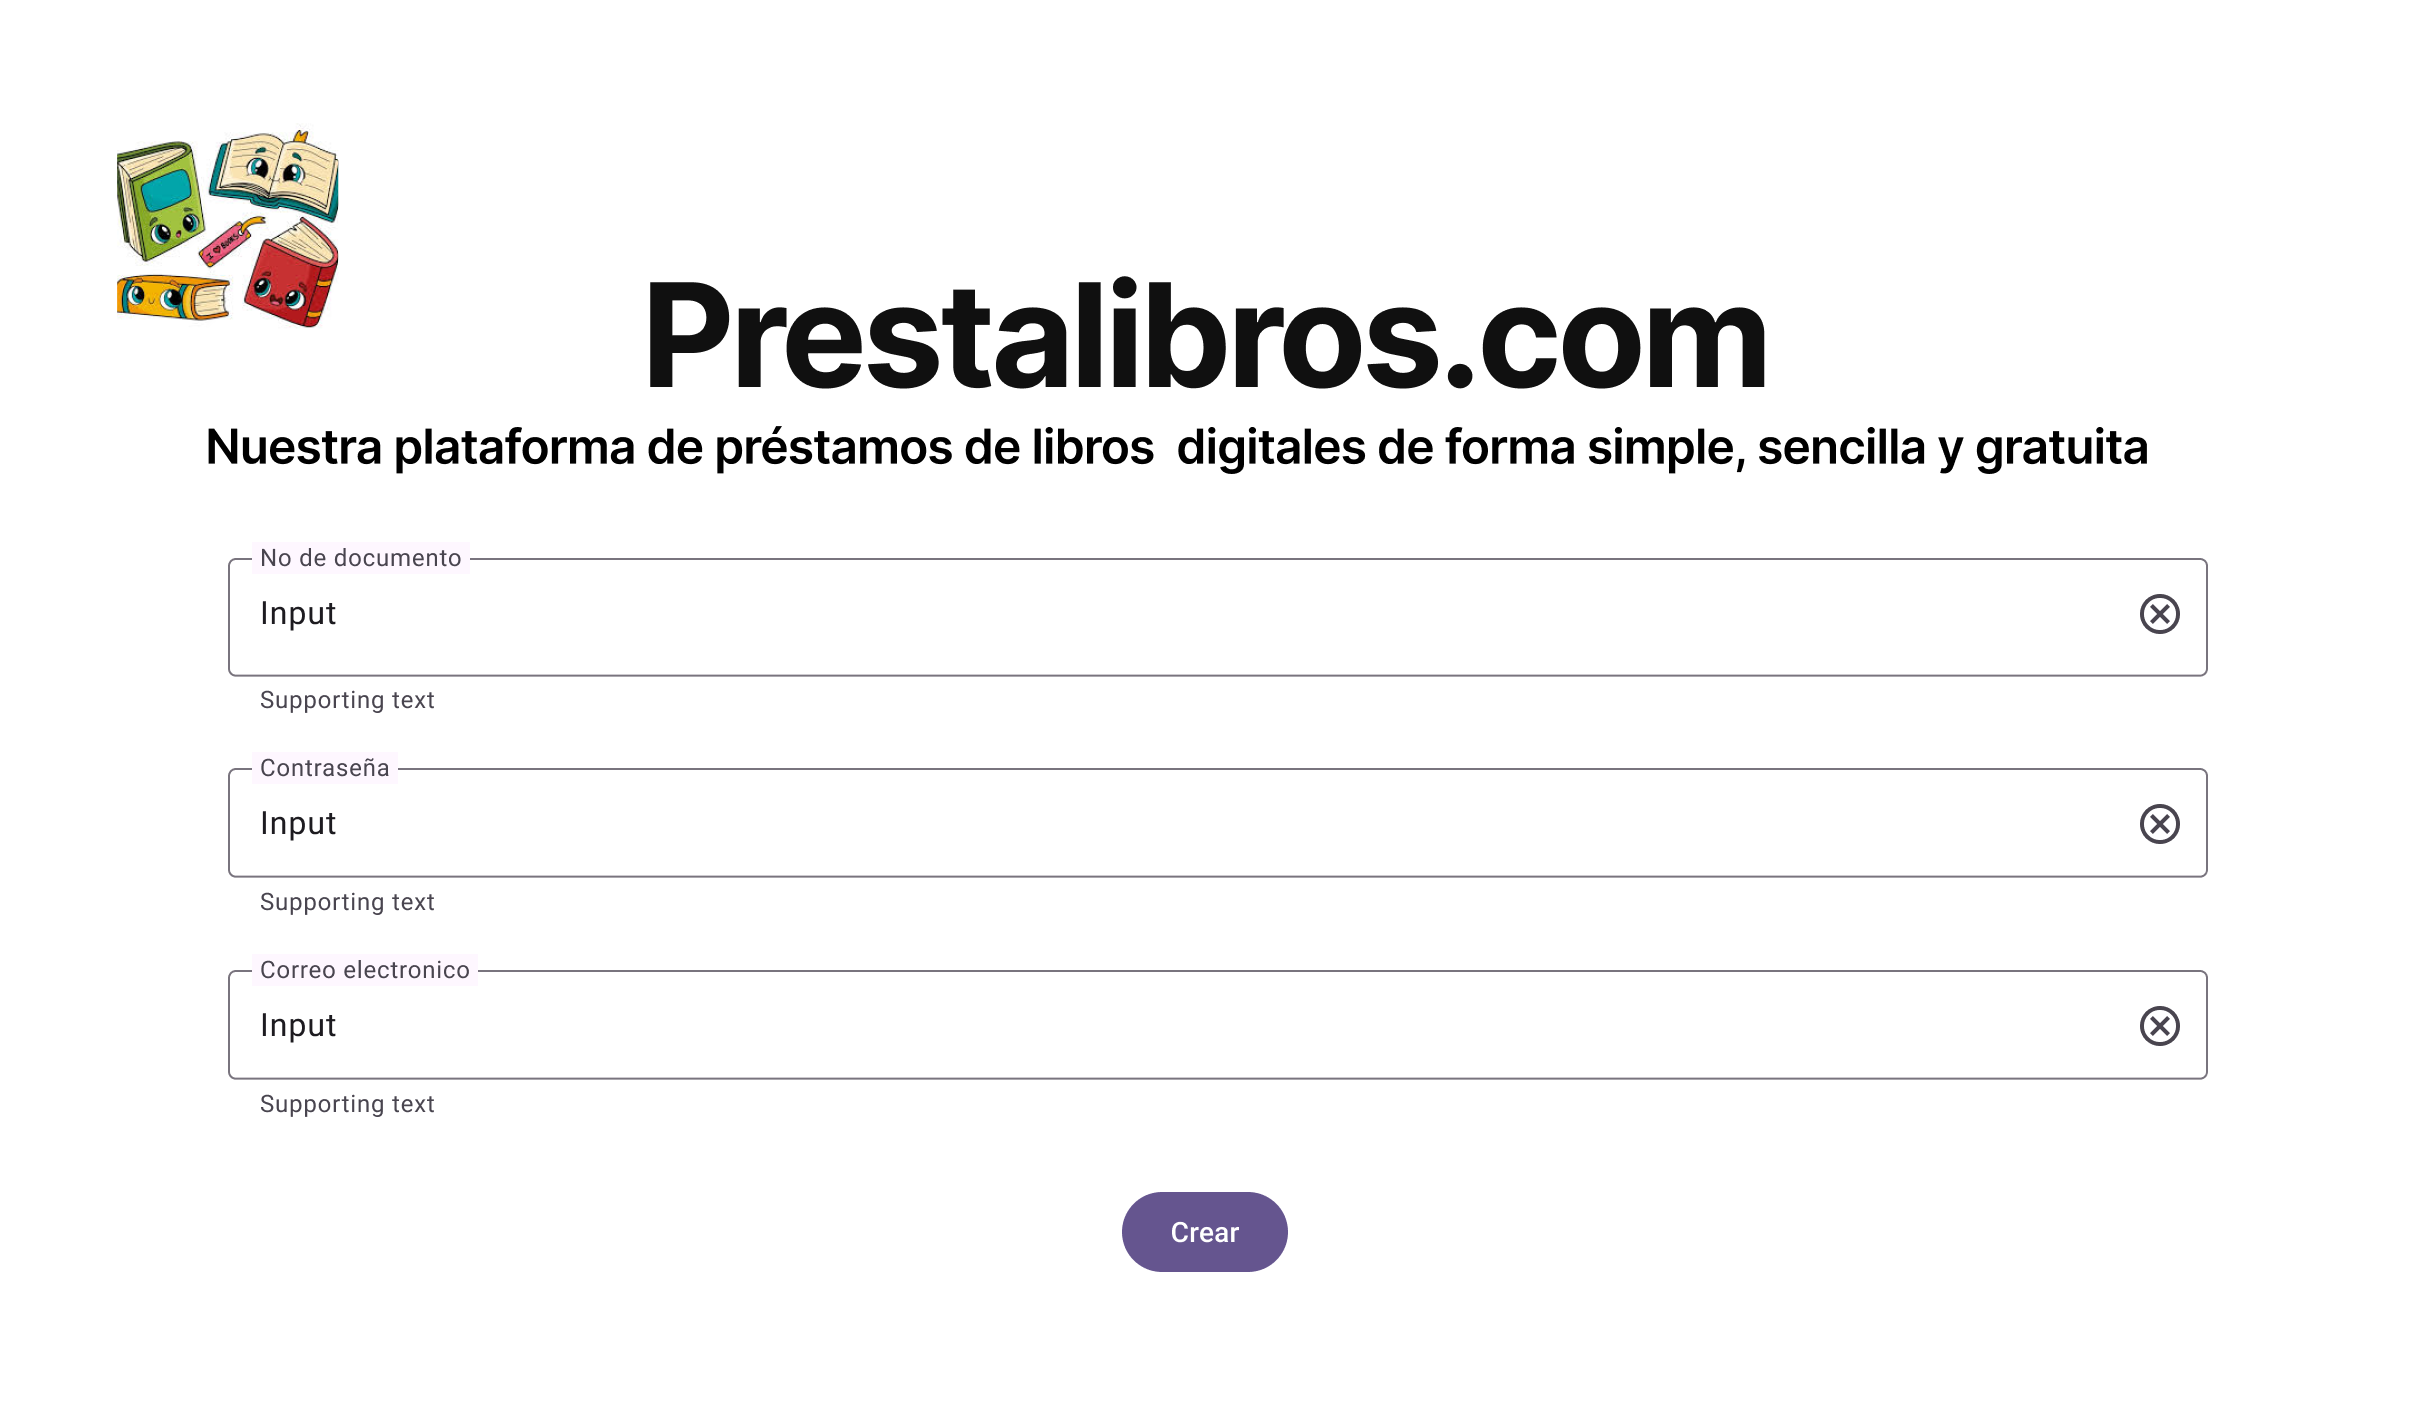 I ♥ BOOKS
Prestalibros.com
Nuestra plataforma de préstamos de libros  digitales de forma simple, sencilla y gratuita
No de documento
Input
Supporting text
Contraseña
Input
Supporting text
Correo electronico
Input
Supporting text
Crear